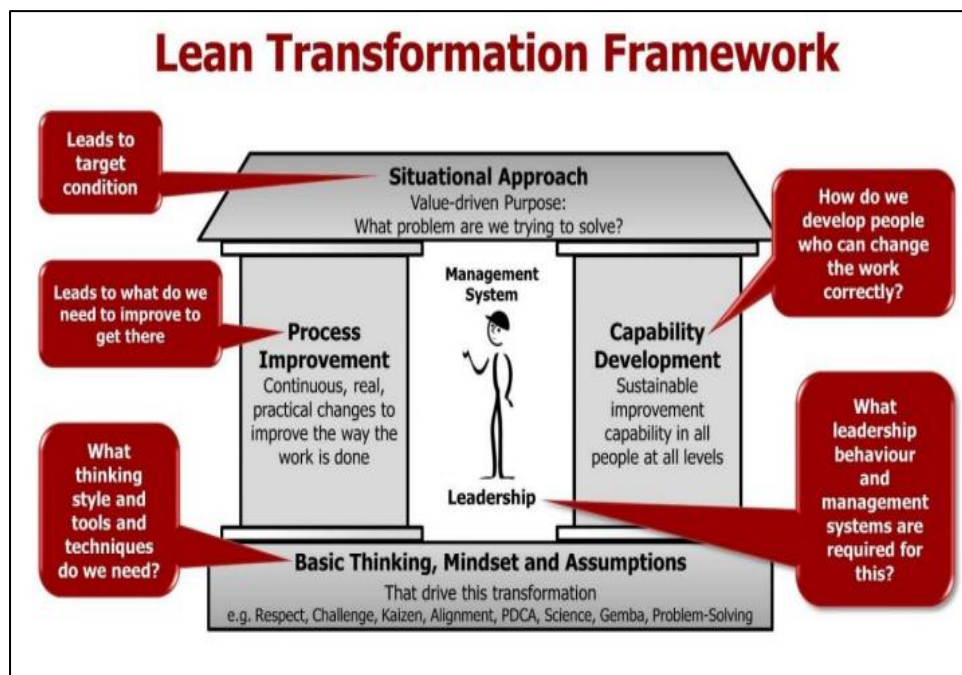 Lean Transformation Framework
Leads to
target
condition
Situational Approach
Value-driven Purpose:
What problem are we trying to solve?
How do we
develop people
who can change
the work
correctly?
Leads to what do we
need to improve to
get there
Process
Improvement
Continuous, real,
practical changes to
improve the way the
work is done
Management
System
Leadership
Capability
Development
Sustainable
improvement
capability in all
people at all levels
What
thinking
style and
tools and
techniques
do we need?
What
leadership
behaviour
and
management
systems are
required for
this?
Basic Thinking, Mindset and Assumptions
That drive this transformation
e.g. Respect, Challenge, Kaizen, Alignment, PDCA, Science, Gemba, Problem-Solving